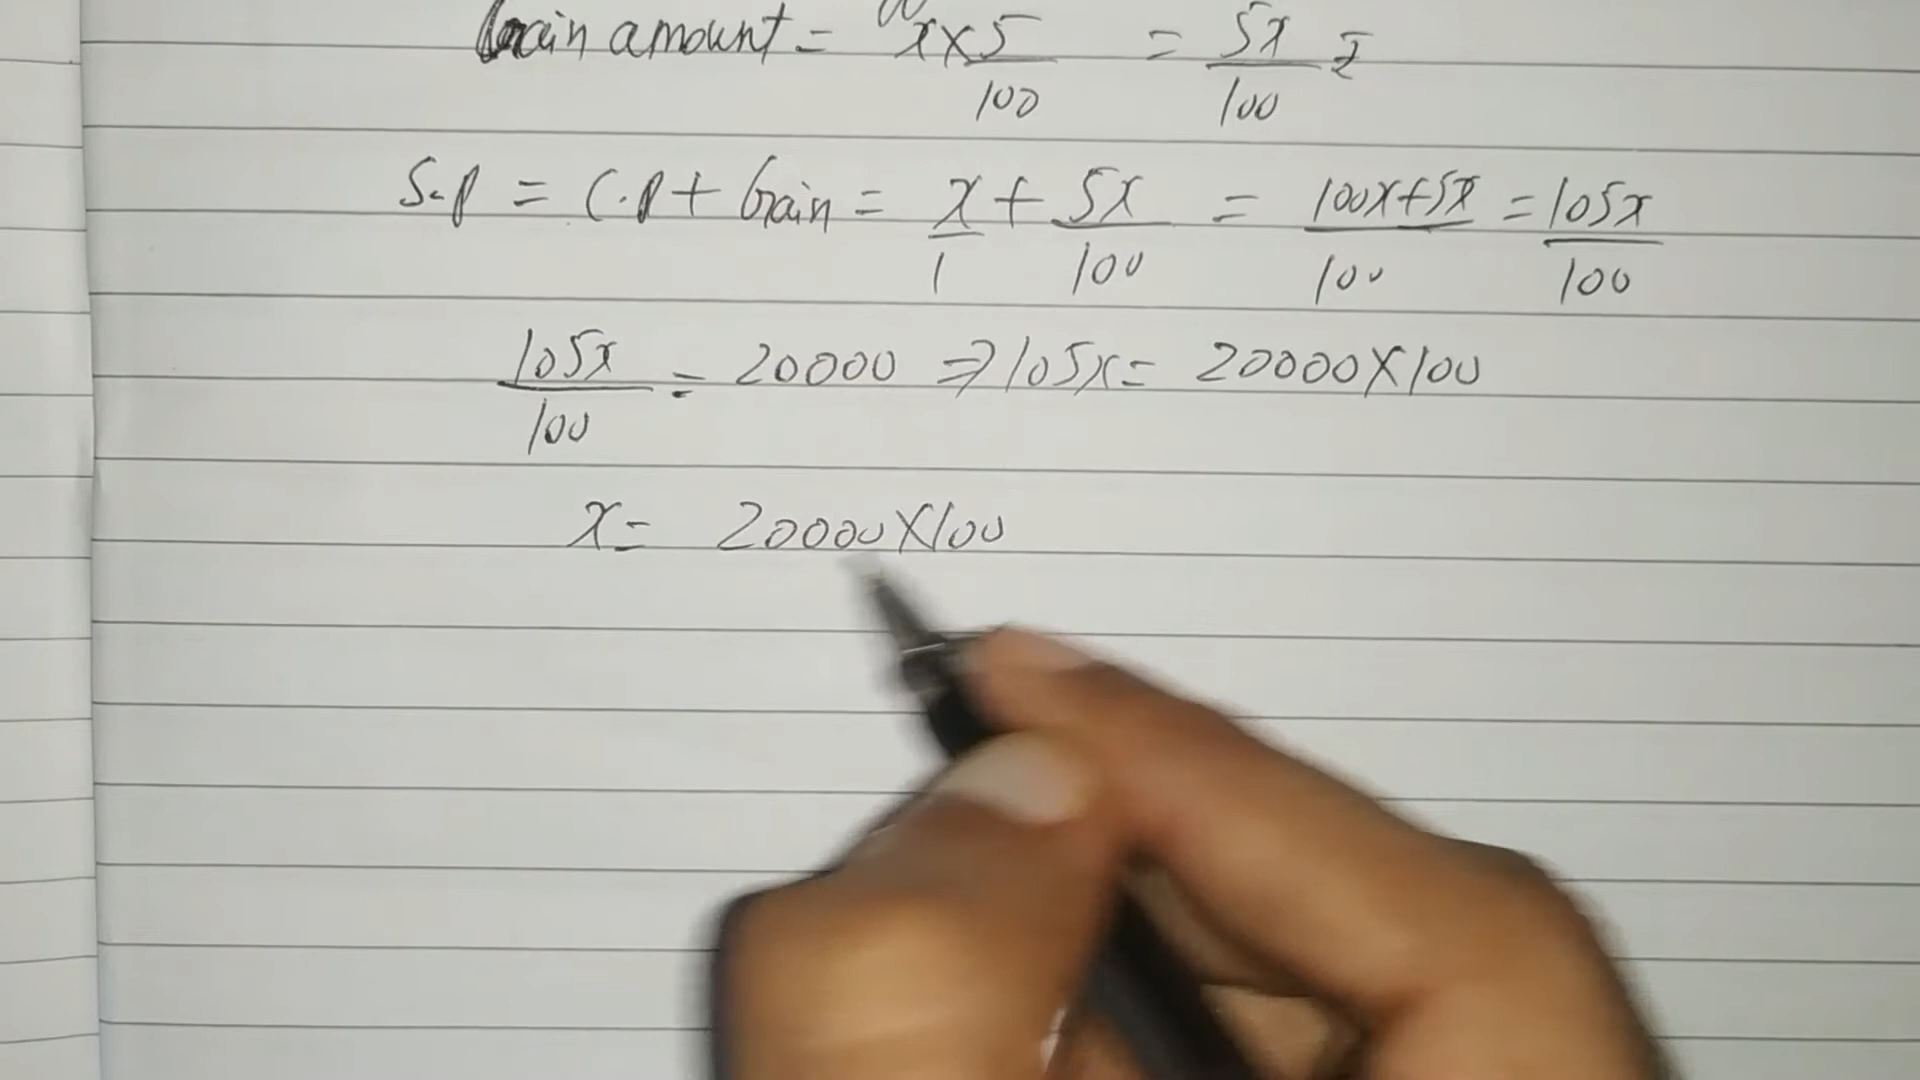 Gain amount = x×5/100 = 5x/100 ₹
S.P = C.P + Gain = x/1 + 5x/100 = 100x+5x/100 = 105x/100
105x/100 = 20000 ⇒ 105x = 20000×100
x = 20000×100